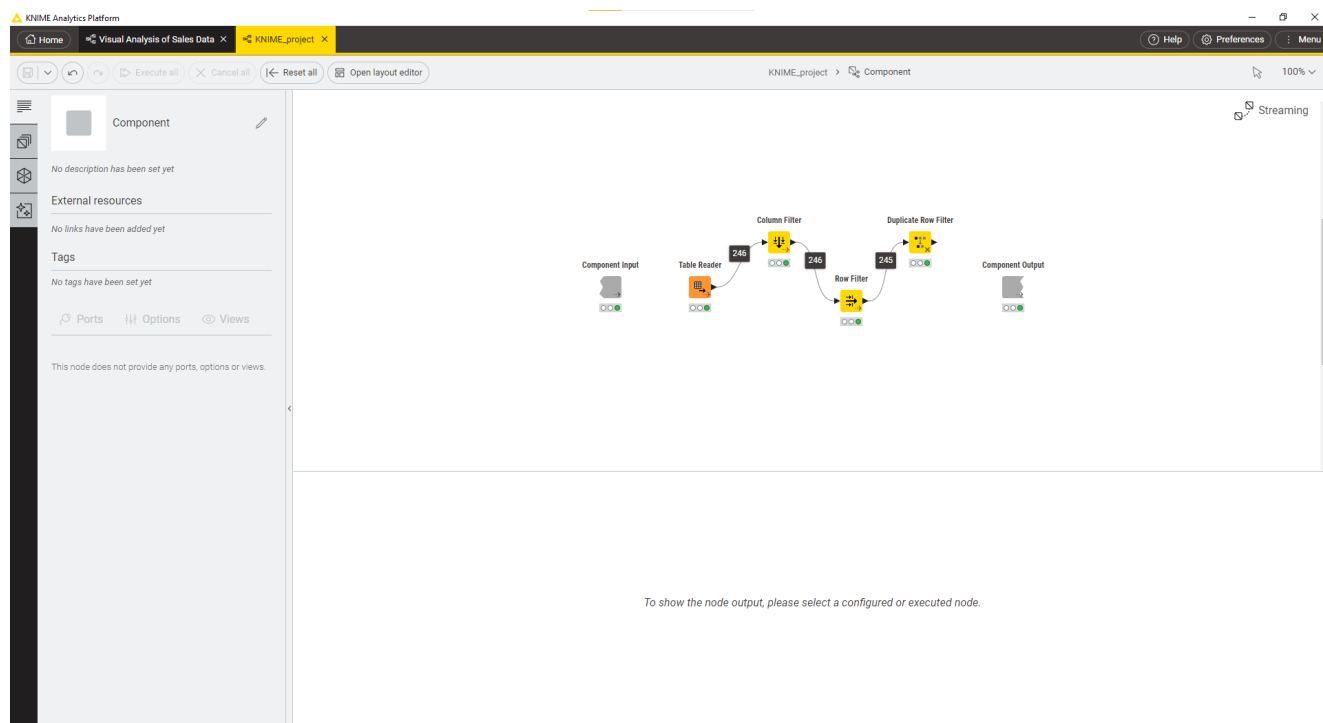 KNIME Analytics Platform
Home
Visual Analysis of Sales Data
KNIME_project
Help
Preferences
Menu
Execute all
Cancel all
Reset all
Open layout editor
KNIME_project > Component
100%
Component
No description has been set yet
External resources
No links have been added yet
Tags
No tags have been set yet
Ports
Options
Views
This node does not provide any ports, options or views.
Streaming
Column Filter
Duplicate Row Filter
246
246
245
Component Input
Table Reader
Row Filter
Component Output
To show the node output, please select a configured or executed node.